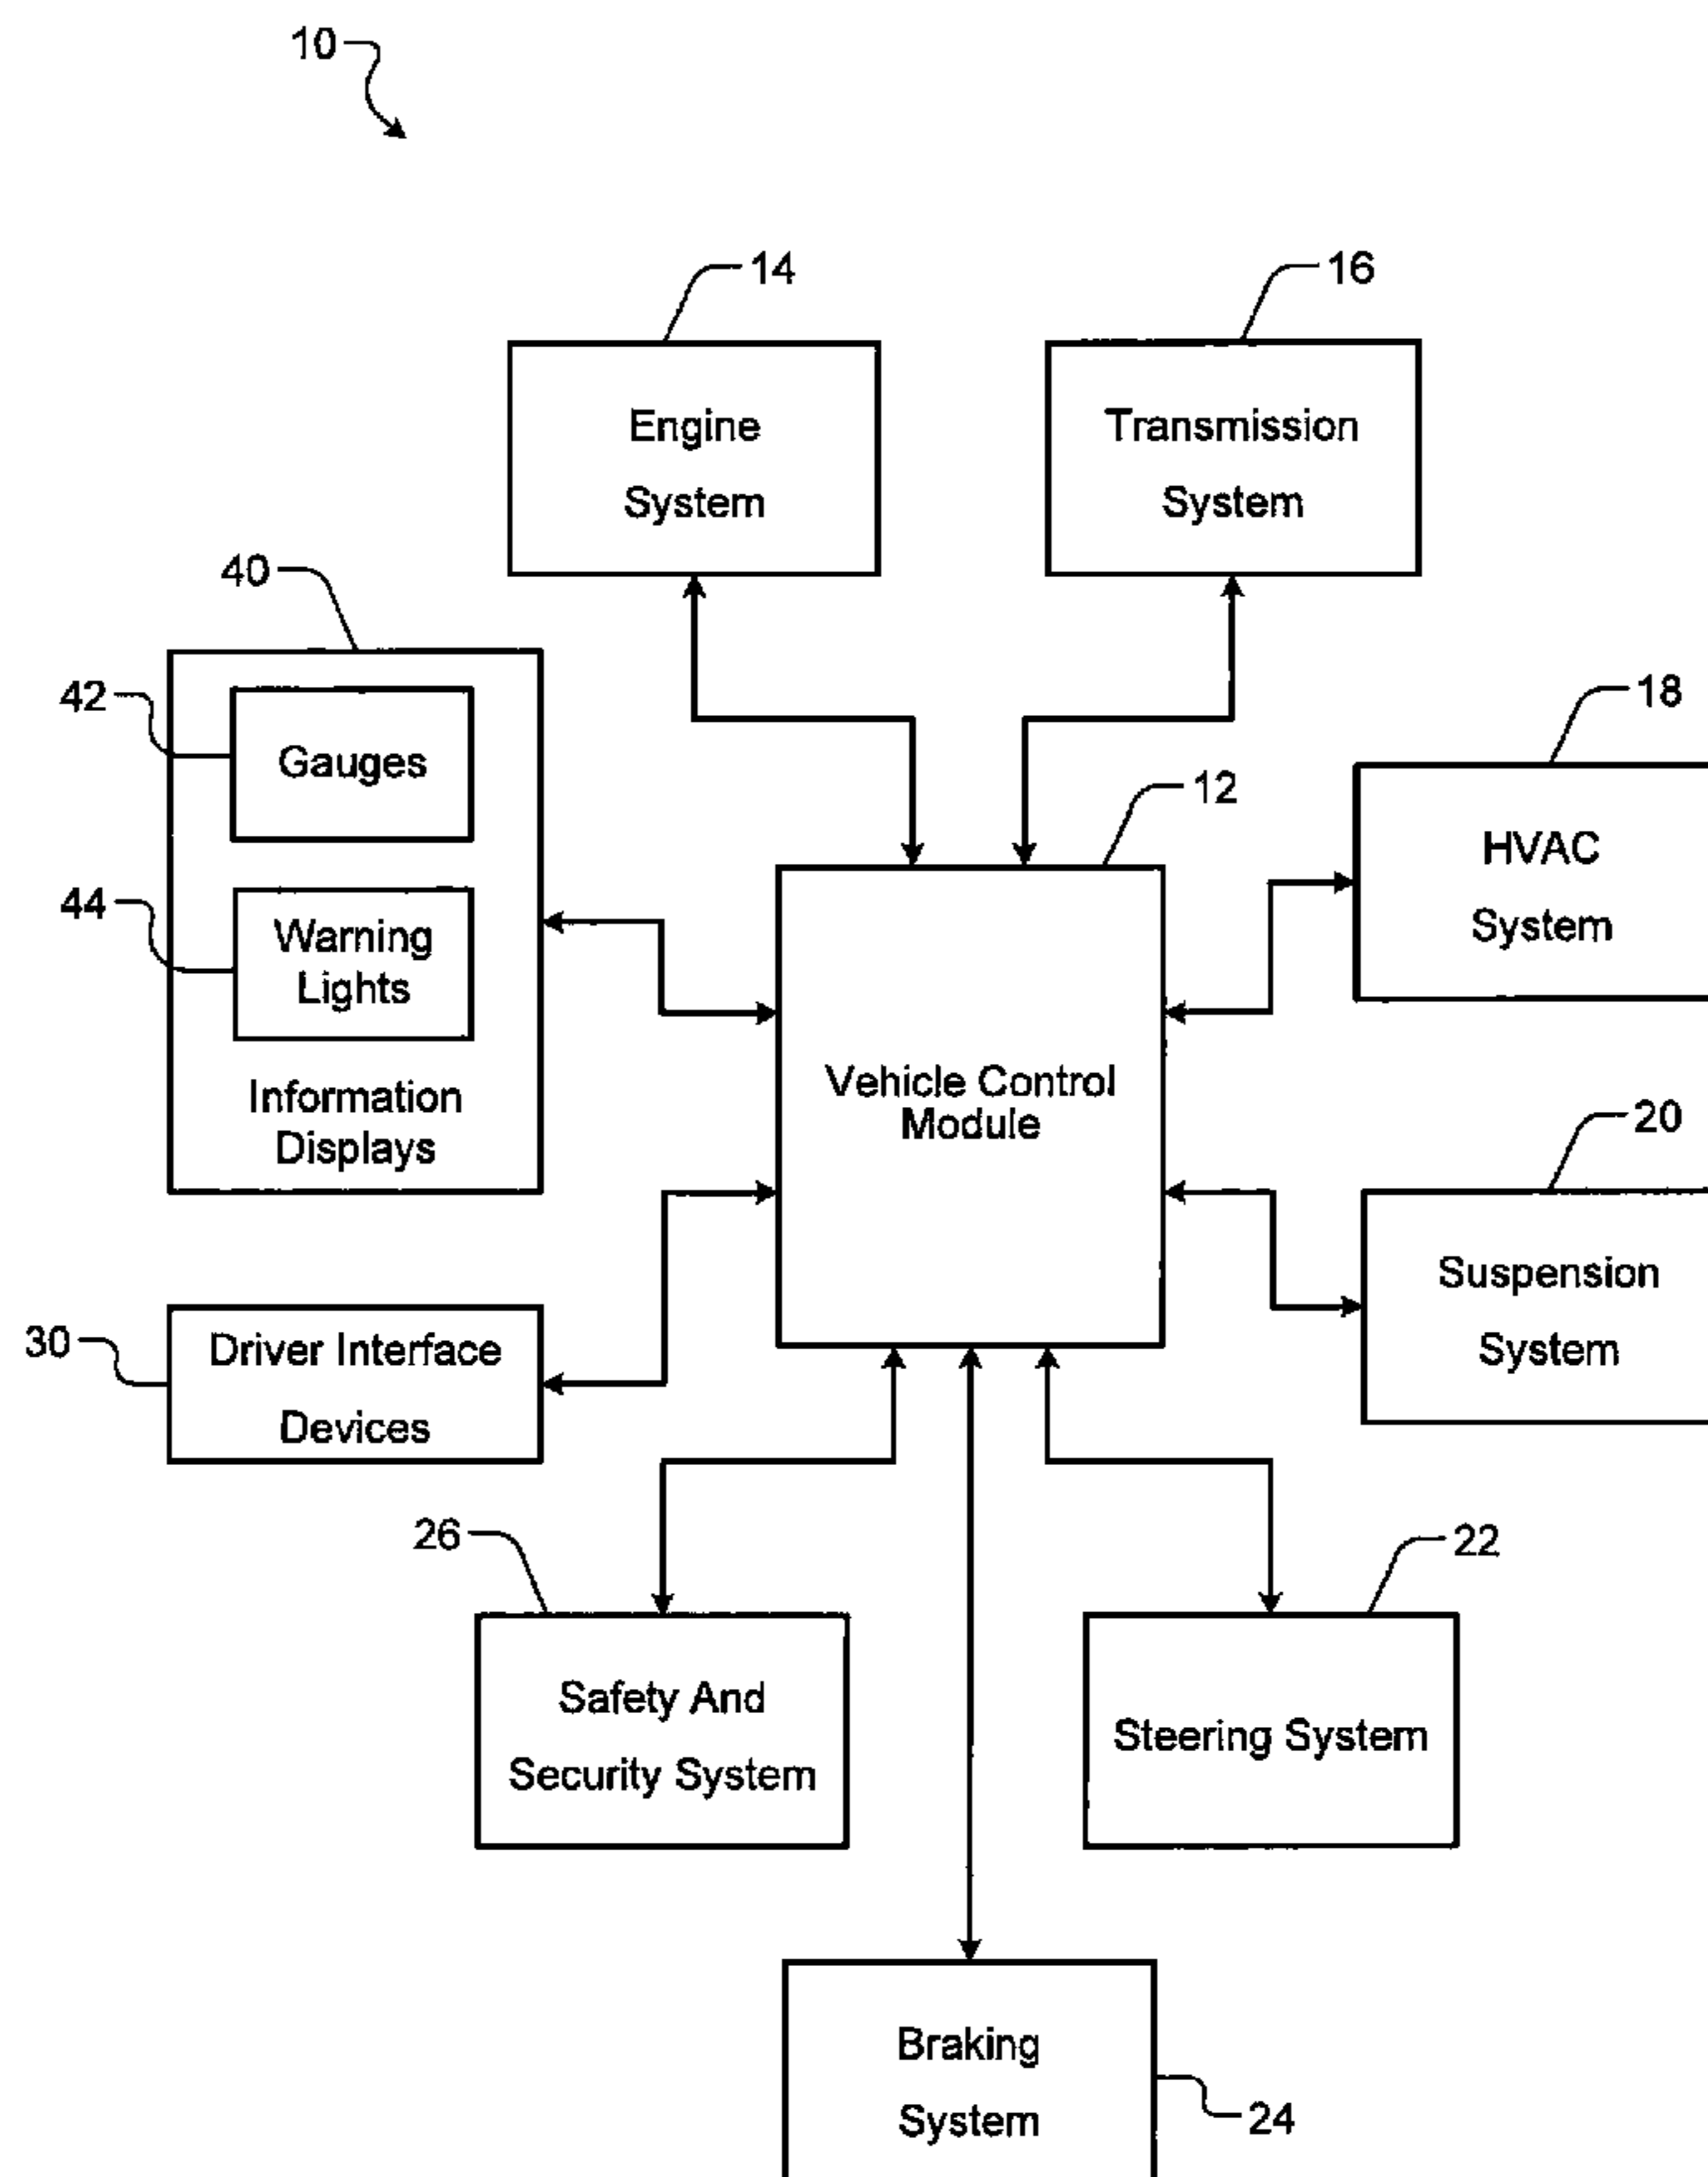 10
14
16
Engine
System
Transmission
System
40
42
Gauges
18
12
HVAC
System
44
Warning
Lights
Vehicle Control
Module
Information
Displays
20
Suspension
System
30
Driver Interface
Devices
26
22
Safety And
Security System
Steering System
Braking
System
24